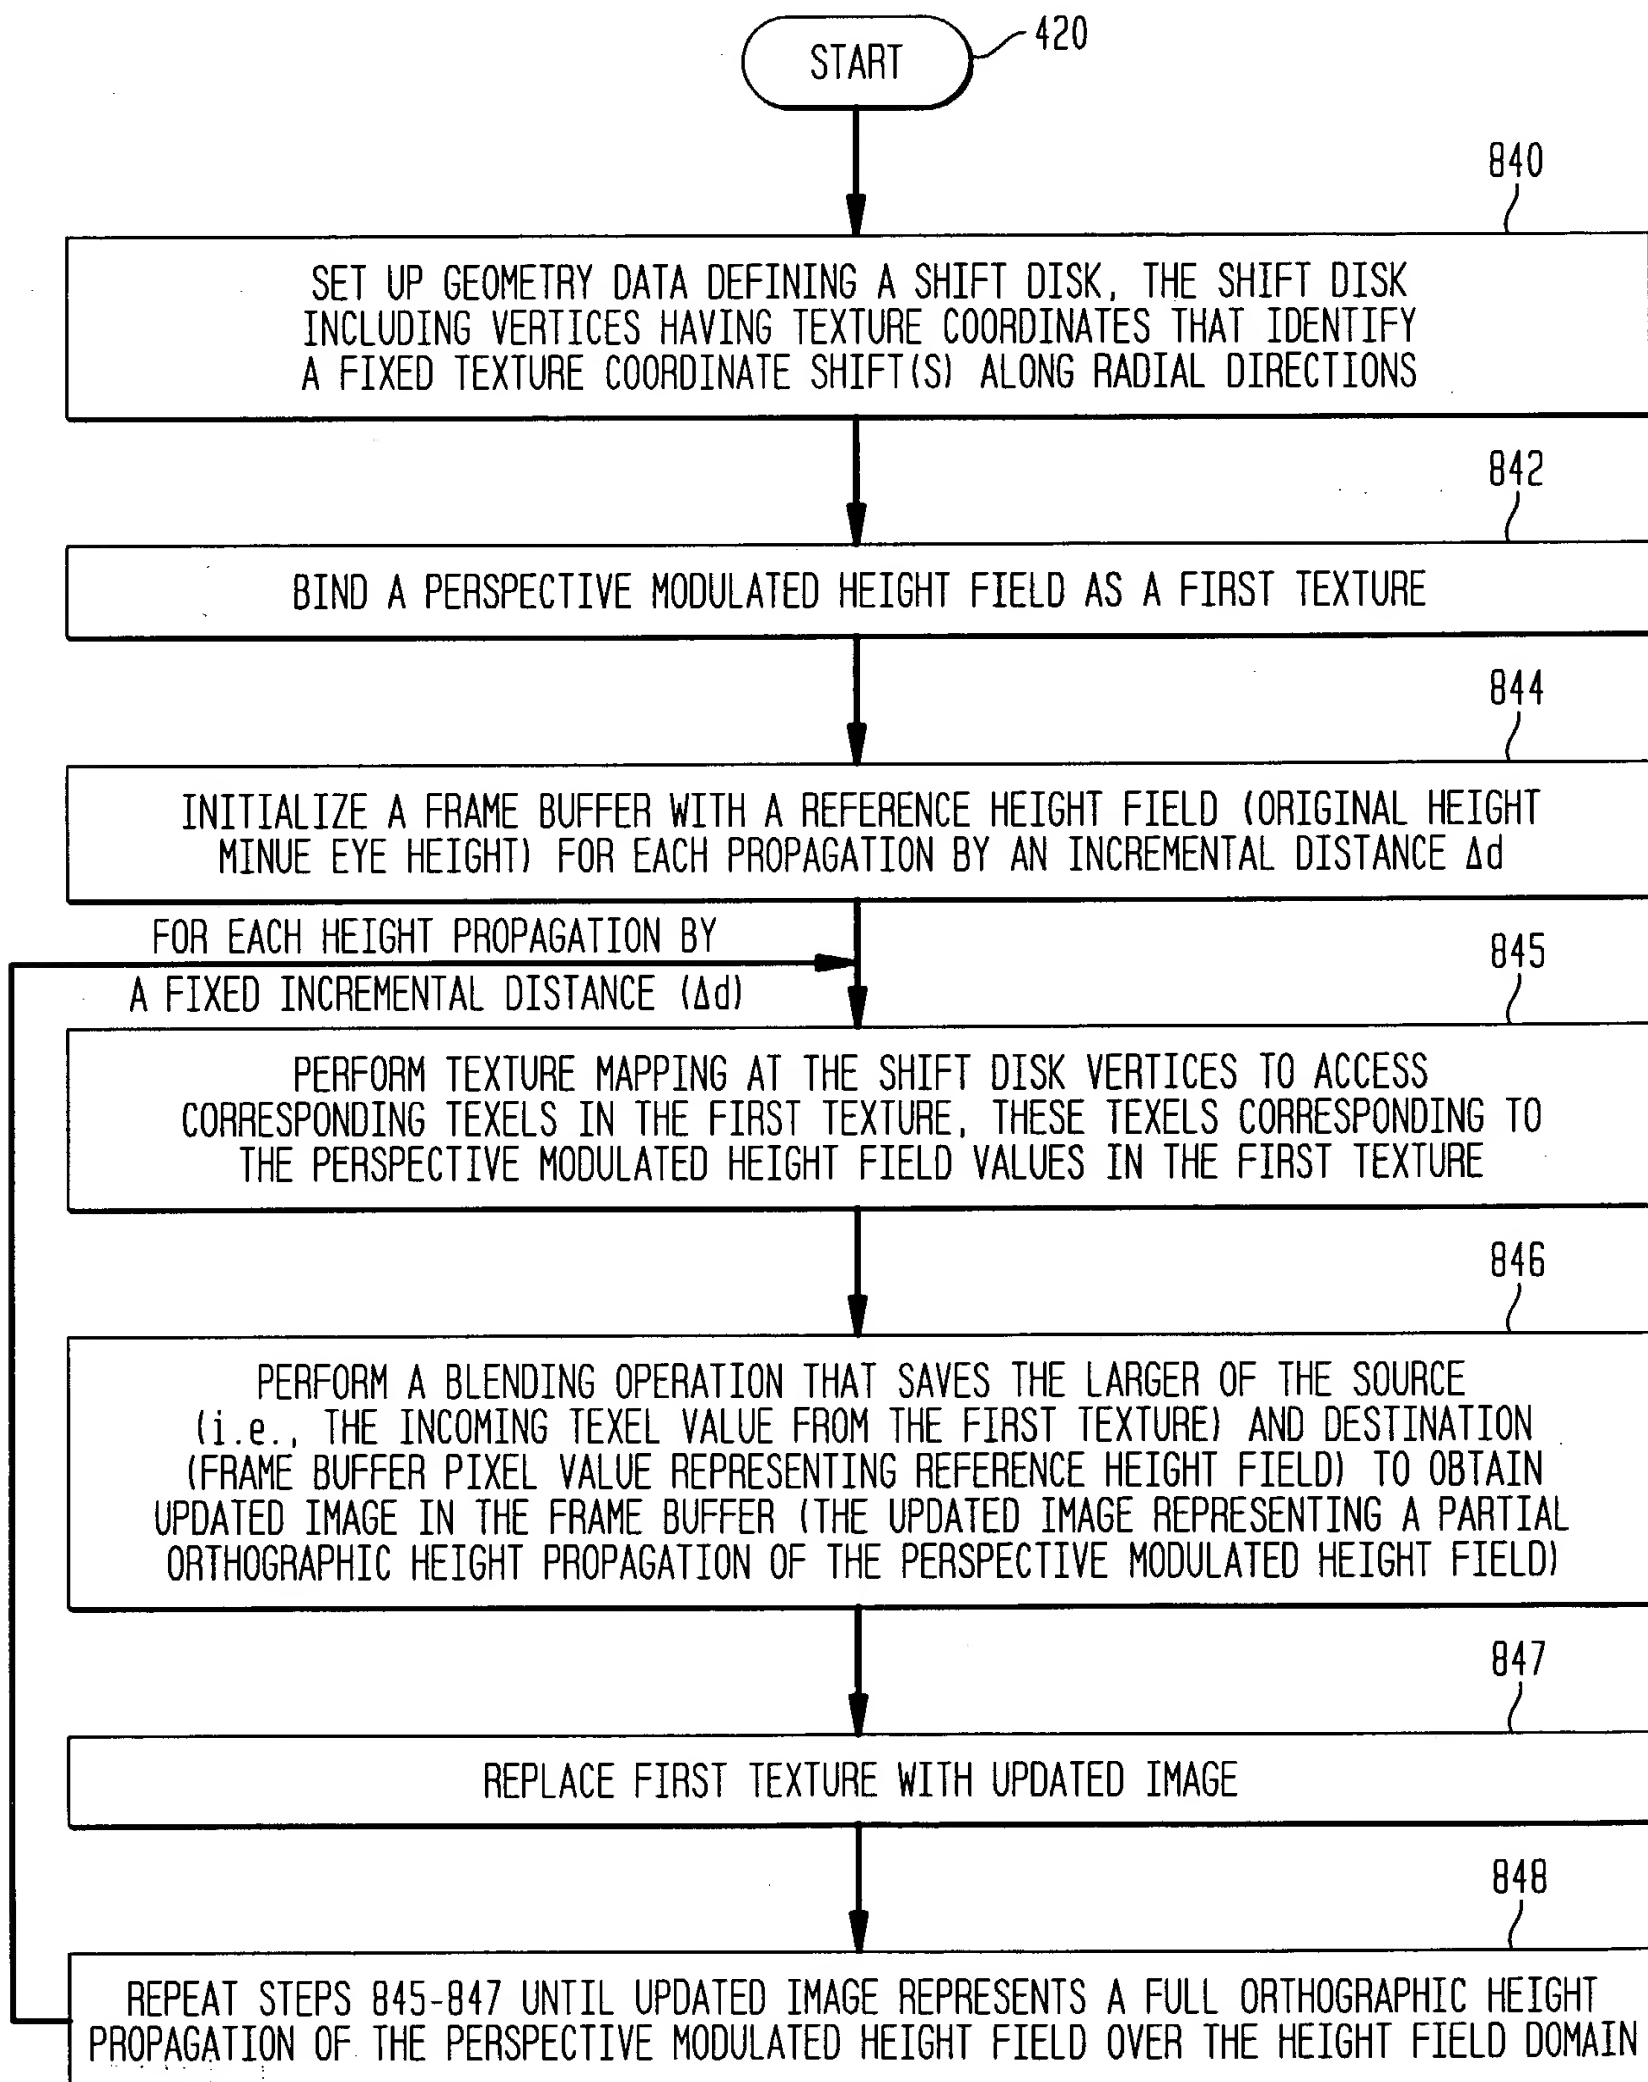 START
420
840
SET UP GEOMETRY DATA DEFINING A SHIFT DISK, THE SHIFT DISK
INCLUDING VERTICES HAVING TEXTURE COORDINATES THAT IDENTIFY
A FIXED TEXTURE COORDINATE SHIFT(S) ALONG RADIAL DIRECTIONS
842
BIND A PERSPECTIVE MODULATED HEIGHT FIELD AS A FIRST TEXTURE
844
INITIALIZE A FRAME BUFFER WITH A REFERENCE HEIGHT FIELD (ORIGINAL HEIGHT
MINUE EYE HEIGHT) FOR EACH PROPAGATION BY AN INCREMENTAL DISTANCE Δd
FOR EACH HEIGHT PROPAGATION BY
A FIXED INCREMENTAL DISTANCE (Δd)
845
PERFORM TEXTURE MAPPING AT THE SHIFT DISK VERTICES TO ACCESS
CORRESPONDING TEXELS IN THE FIRST TEXTURE, THESE TEXELS CORRESPONDING TO
THE PERSPECTIVE MODULATED HEIGHT FIELD VALUES IN THE FIRST TEXTURE
846
PERFORM A BLENDING OPERATION THAT SAVES THE LARGER OF THE SOURCE
(i.e., THE INCOMING TEXEL VALUE FROM THE FIRST TEXTURE) AND DESTINATION
(FRAME BUFFER PIXEL VALUE REPRESENTING REFERENCE HEIGHT FIELD) TO OBTAIN
UPDATED IMAGE IN THE FRAME BUFFER (THE UPDATED IMAGE REPRESENTING A PARTIAL
ORTHOGRAPHIC HEIGHT PROPAGATION OF THE PERSPECTIVE MODULATED HEIGHT FIELD)
847
REPLACE FIRST TEXTURE WITH UPDATED IMAGE
848
REPEAT STEPS 845-847 UNTIL UPDATED IMAGE REPRESENTS A FULL ORTHOGRAPHIC HEIGHT
PROPAGATION OF THE PERSPECTIVE MODULATED HEIGHT FIELD OVER THE HEIGHT FIELD DOMAIN